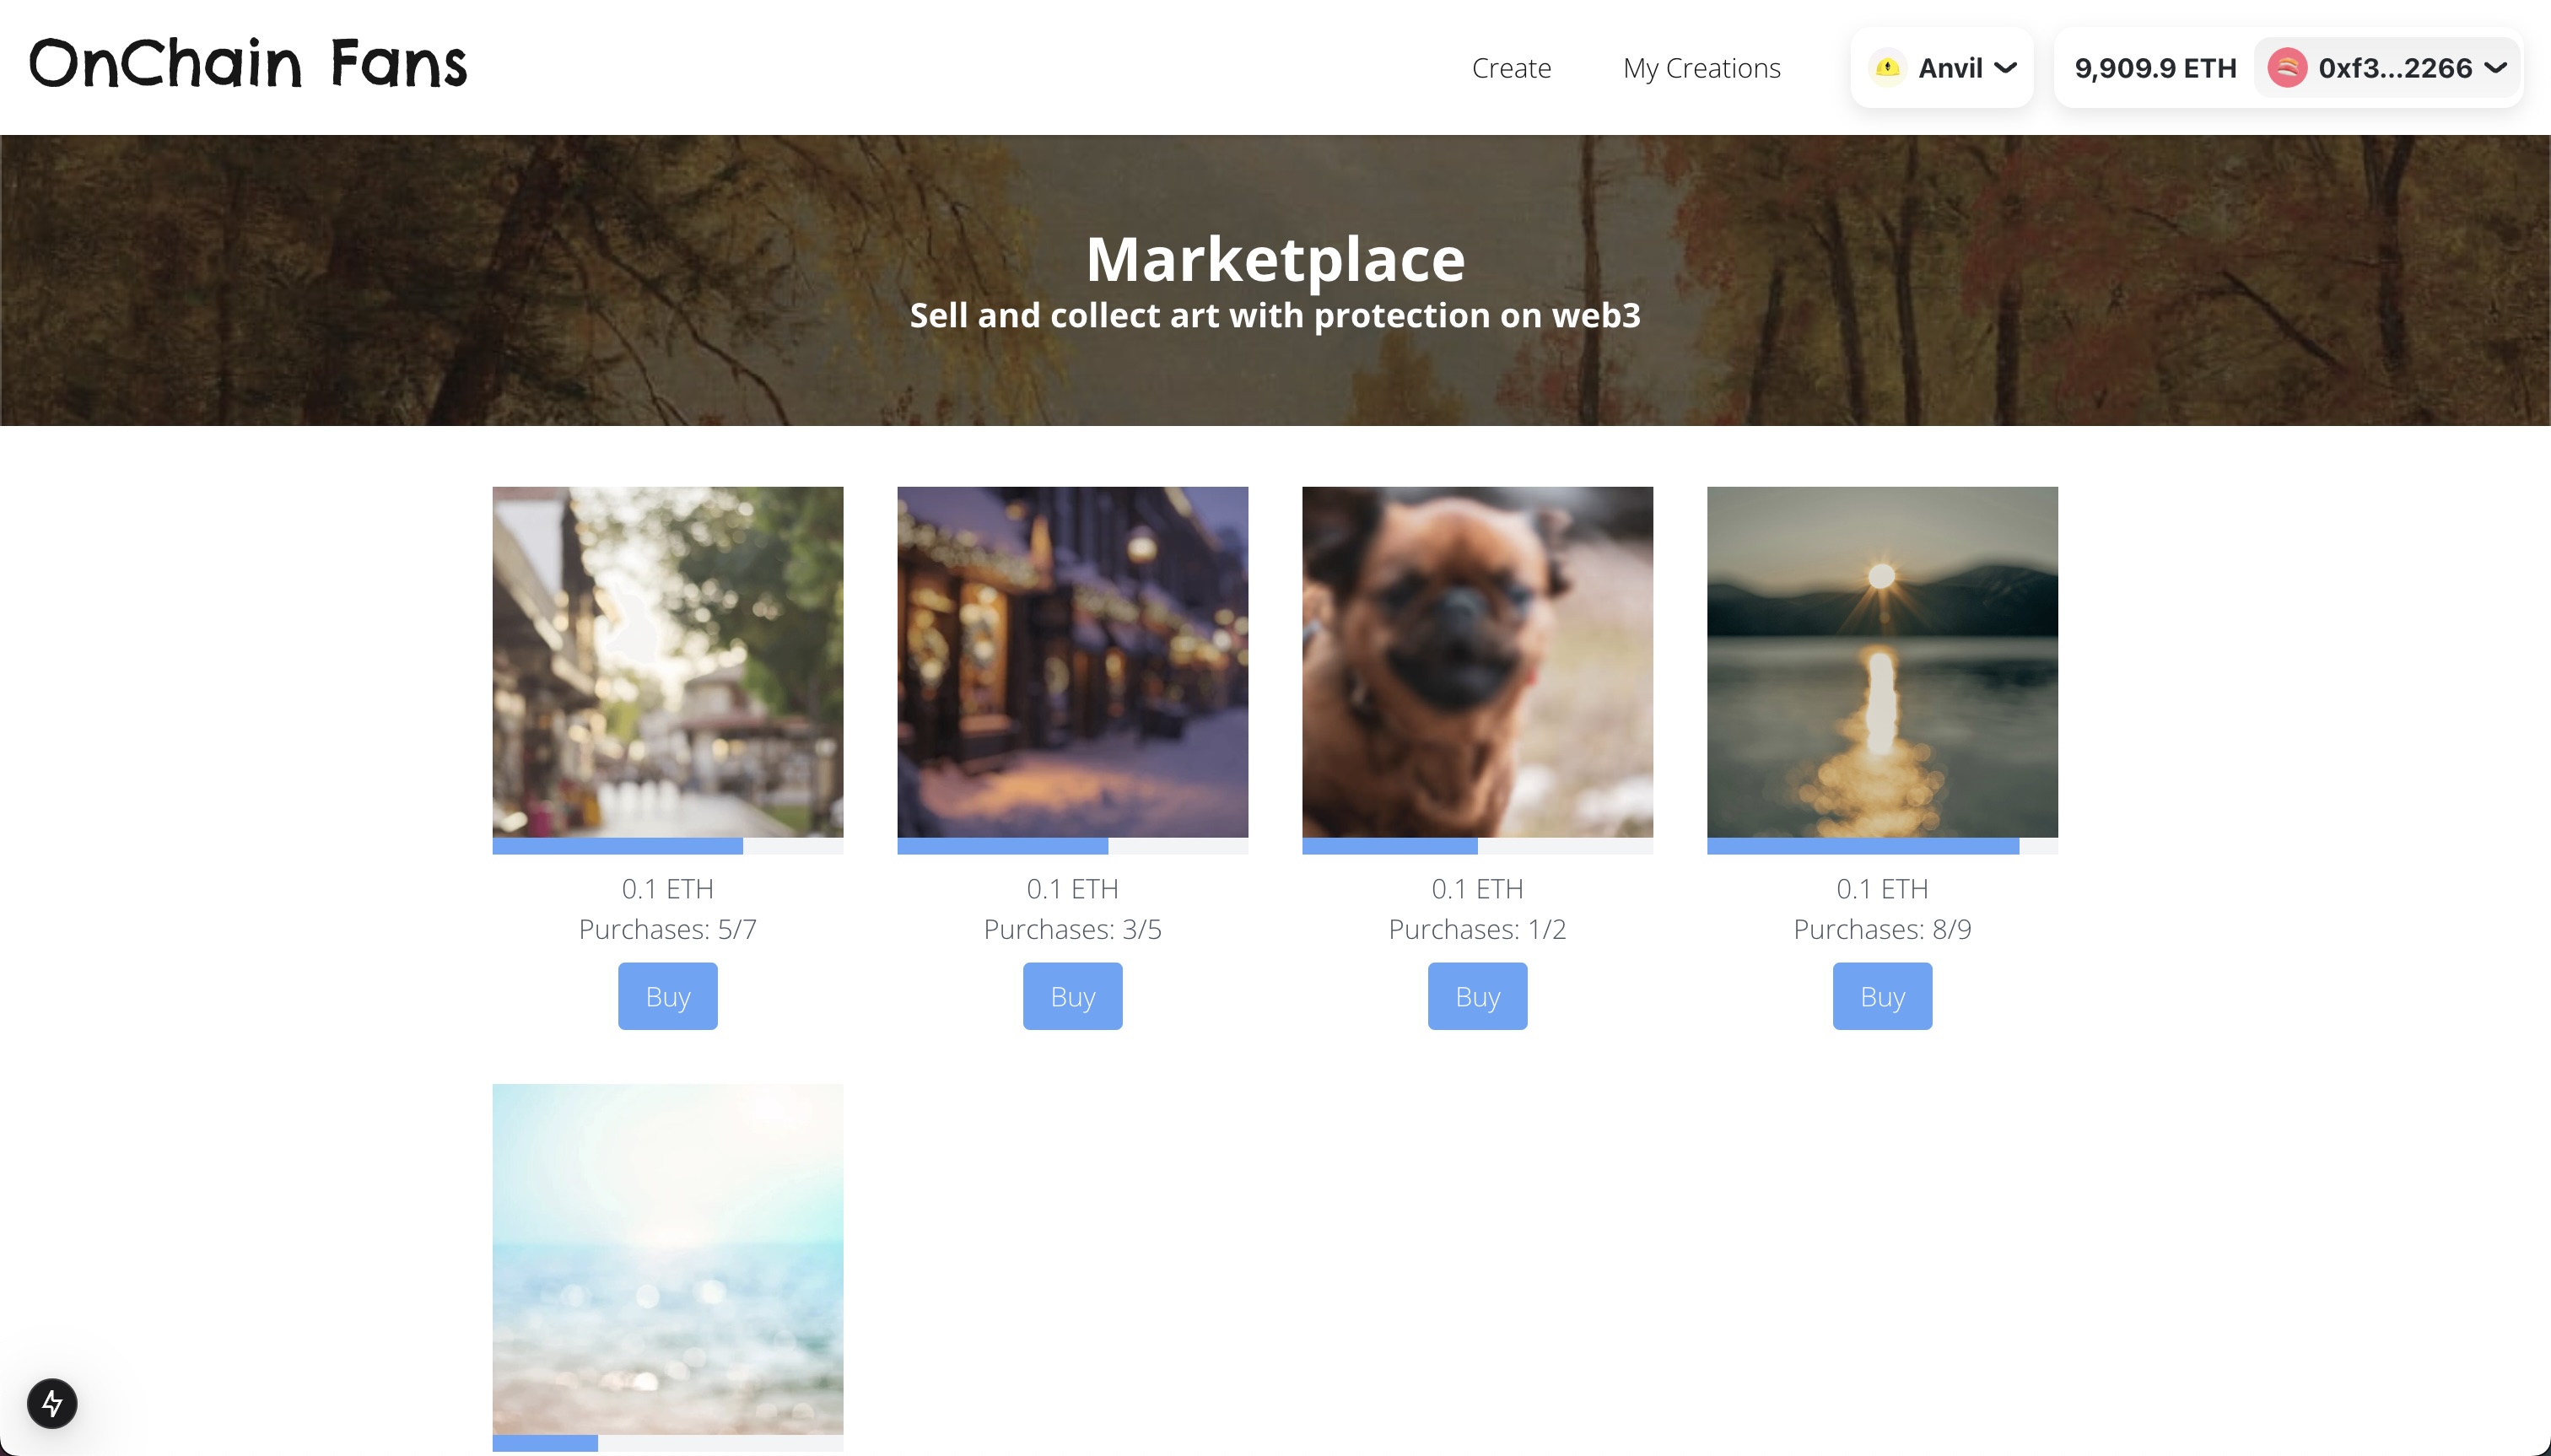 OnChain Fans
Create
My Creations
Anvil
9,909.9 ETH
0xf3...2266
Marketplace
Sell and collect art with protection on web3
0.1 ETH
Purchases: 5/7
Buy
0.1 ETH
Purchases: 3/5
Buy
0.1 ETH
Purchases: 1/2
Buy
0.1 ETH
Purchases: 8/9
Buy